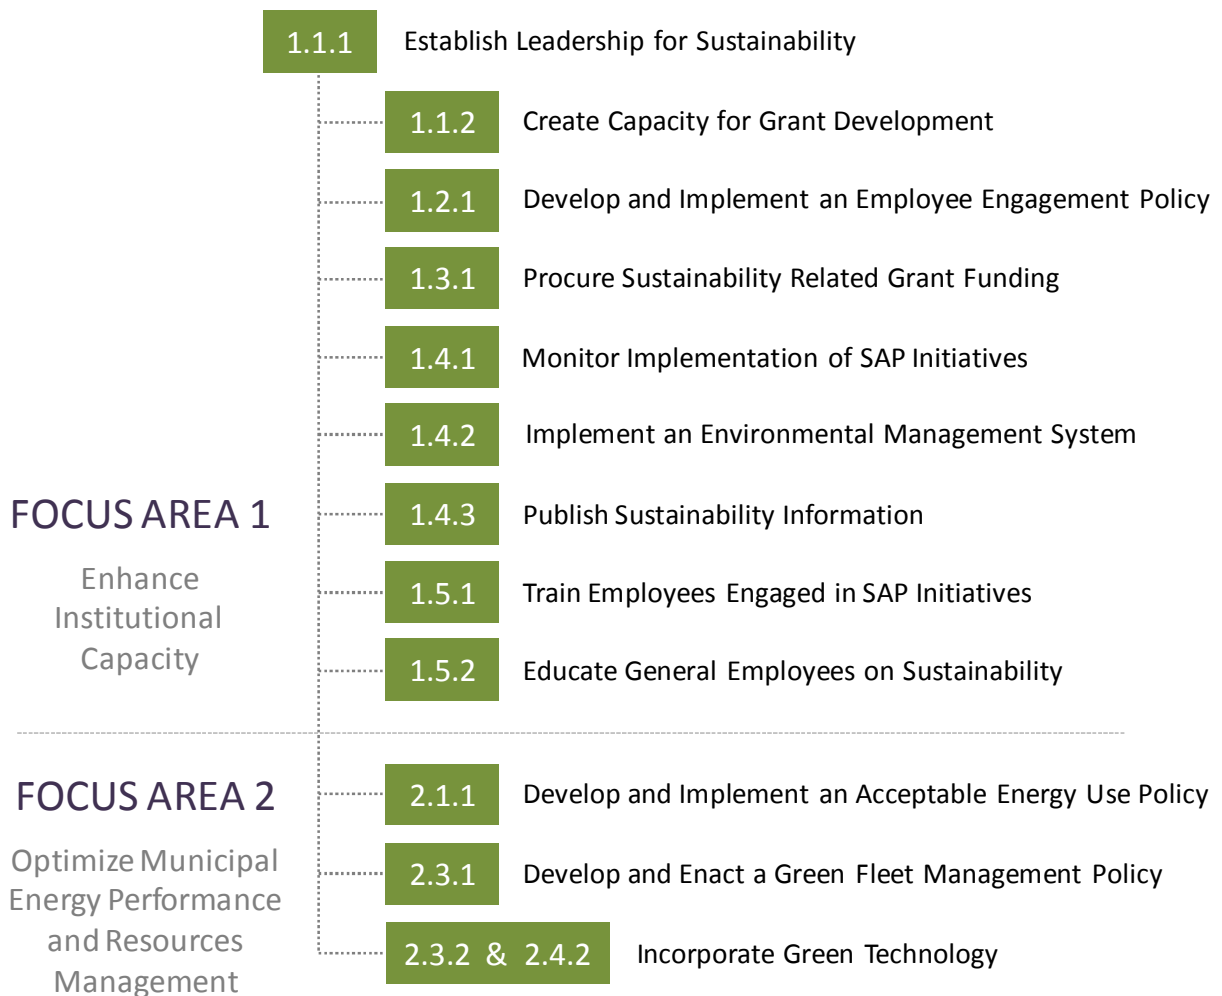 1.1.1 Establish Leadership for Sustainability
1.1.2 Create Capacity for Grant Development
1.2.1 Develop and Implement an Employee Engagement Policy
1.3.1 Procure Sustainability Related Grant Funding
1.4.1 Monitor Implementation of SAP Initiatives
1.4.2 Implement an Environmental Management System
FOCUS AREA 1
Enhance
Institutional
Capacity
1.4.3 Publish Sustainability Information
1.5.1 Train Employees Engaged in SAP Initiatives
1.5.2 Educate General Employees on Sustainability
FOCUS AREA 2
Optimize Municipal
Energy Performance
and Resources
Management
2.1.1 Develop and Implement an Acceptable Energy Use Policy
2.3.1 Develop and Enact a Green Fleet Management Policy
2.3.2 & 2.4.2 Incorporate Green Technology